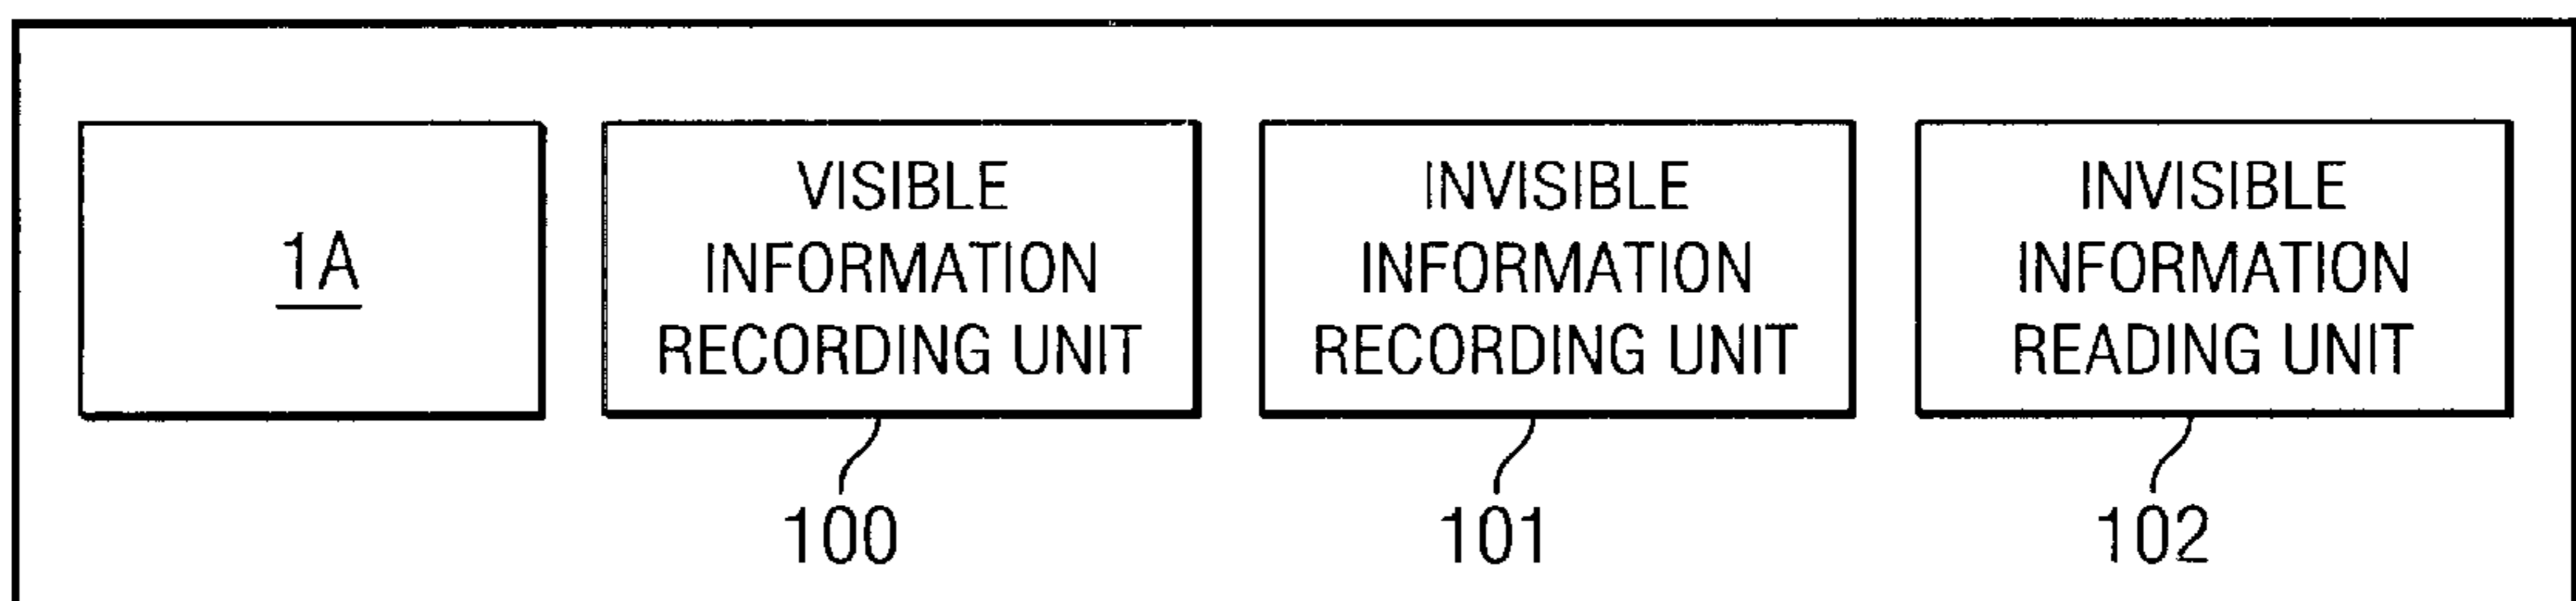 1A
VISIBLE
INFORMATION
RECORDING UNIT
INVISIBLE
INFORMATION
RECORDING UNIT
INVISIBLE
INFORMATION
READING UNIT
100
101
102